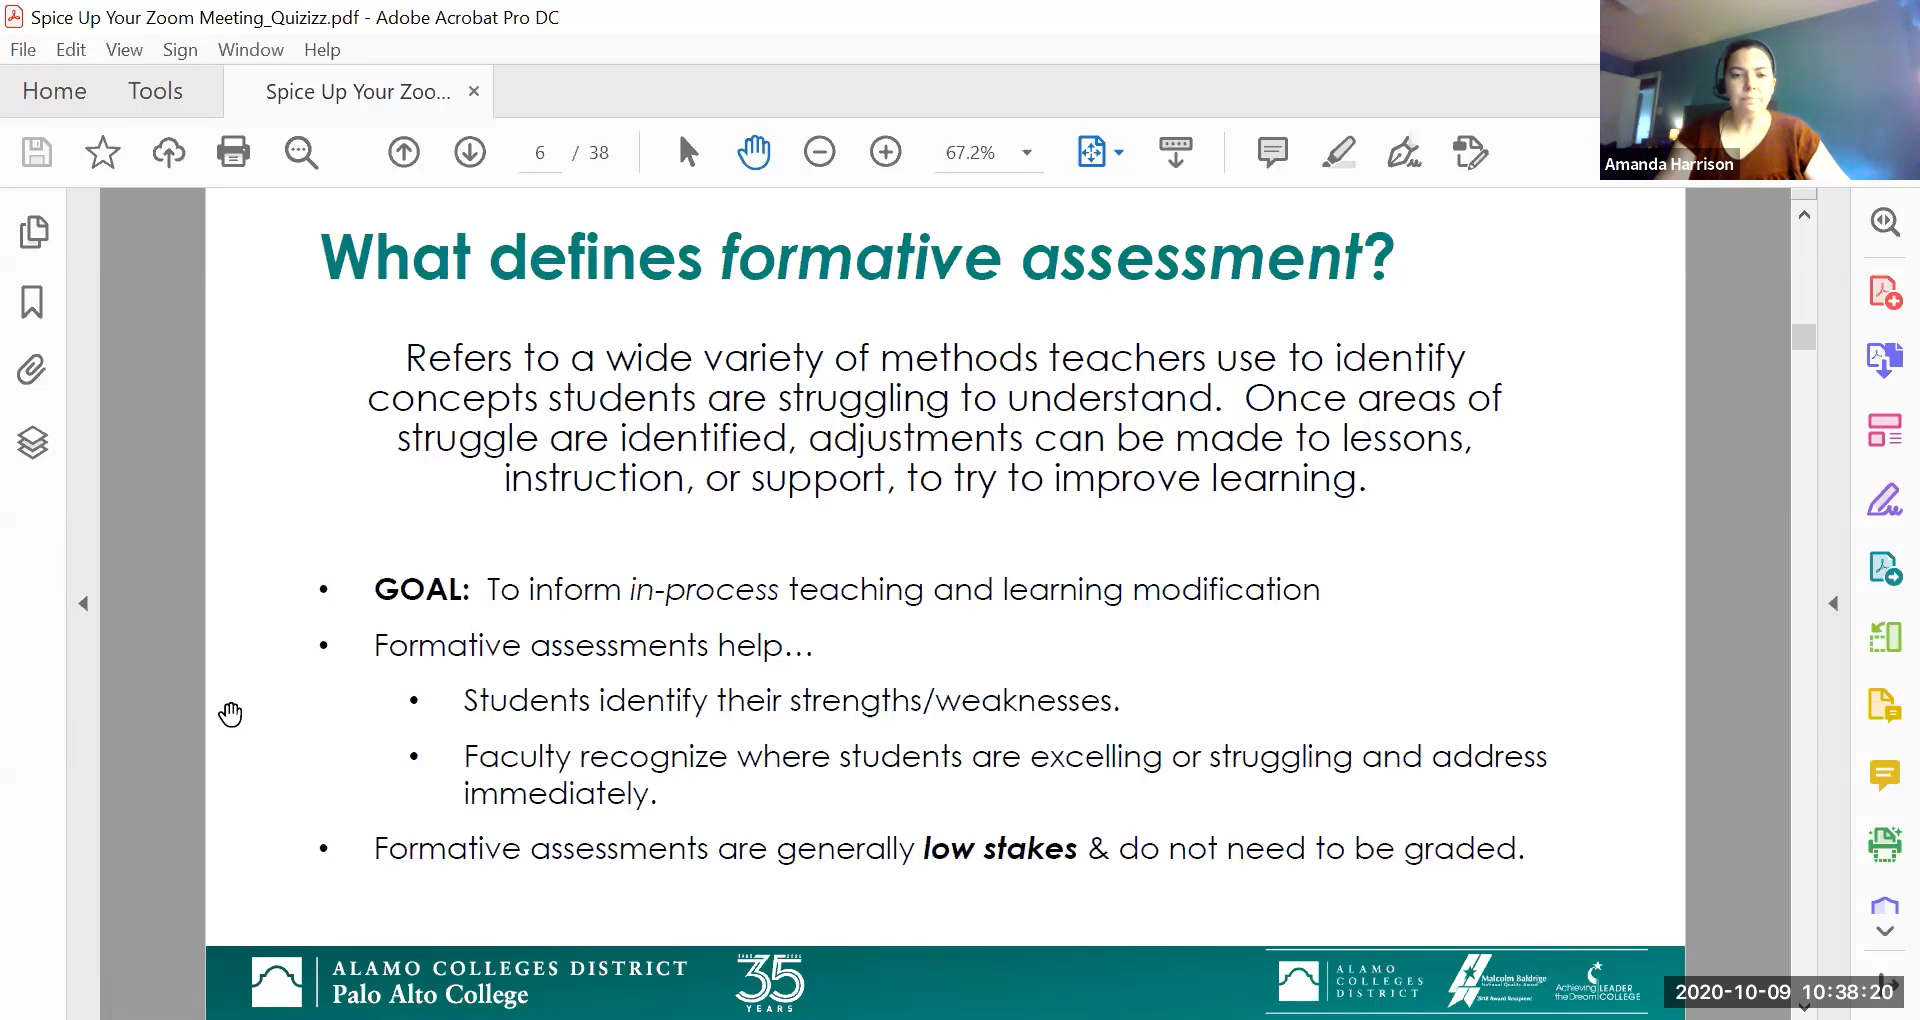 Spice Up Your Zoom Meeting_Quizizz.pdf - Adobe Acrobat Pro DC
File Edit View Sign Window Help
Home Tools Spice Up Your Zoo... ×
6 / 38 67.2%
Amanda Harrison
What defines formative assessment?
Refers to a wide variety of methods teachers use to identify
concepts students are struggling to understand. Once areas of
struggle are identified, adjustments can be made to lessons,
instruction, or support, to try to improve learning.
• GOAL: To inform in-process teaching and learning modification
• Formative assessments help...
• Students identify their strengths/weaknesses.
• Faculty recognize where students are excelling or struggling and address
immediately.
• Formative assessments are generally low stakes & do not need to be graded.
ALAMO COLLEGES DISTRICT
Palo Alto College
35
YEARS
ALAMO
COLLEGES
DISTRICT
Malcolm Baldrige
National Quality Award
2018 Award Recipient
Achieving the Dream
LEADER COLLEGE
2020-10-09 10:38:20